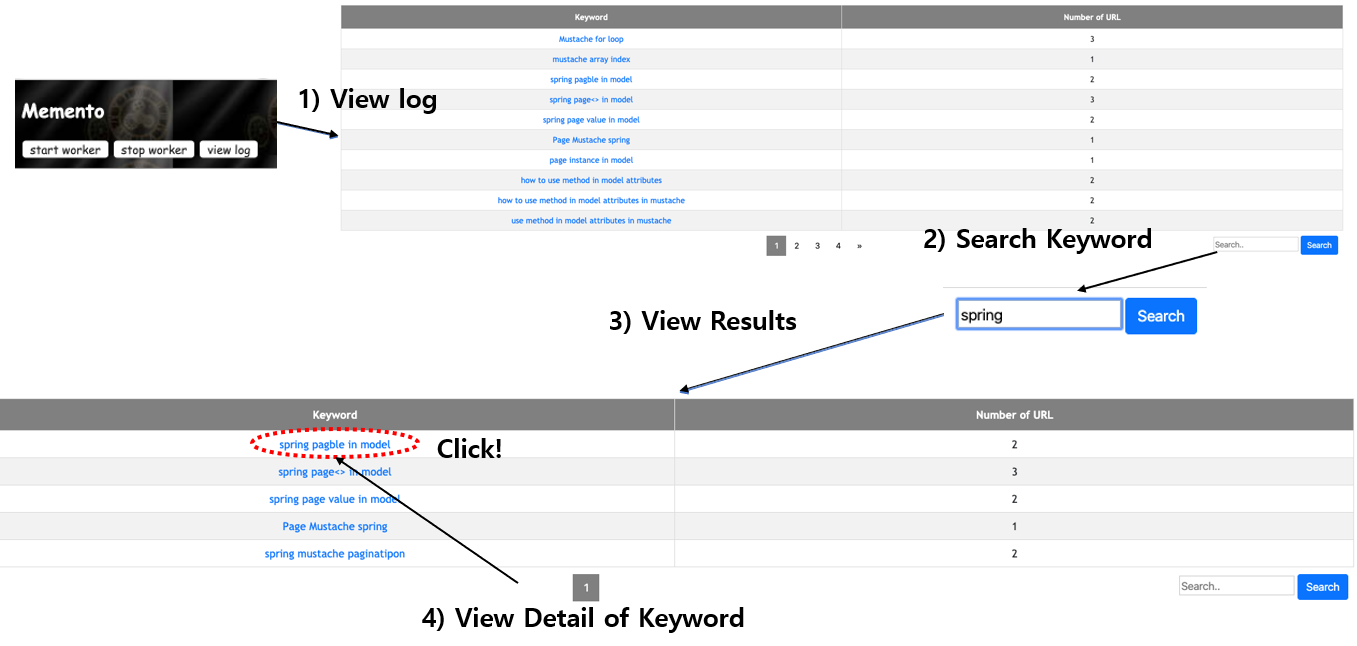 Keyword Number of URL
Mustache for loop 3
mustache array index 1
spring pagble in model 2
spring page<> in model 3
spring page value in model 2
Page Mustache spring 1
page instance in model 1
how to use method in model attributes 2
how to use method in model attributes in mustache 2
use method in model attributes in mustache 2
1 2 3 4 »
Search.. Search
Memento
start worker stop worker view log
1) View log
2) Search Keyword
spring Search
3) View Results
Keyword Number of URL
spring pagble in model 2
Click!
spring page<> in model 3
spring page value in model 2
Page Mustache spring 1
spring mustache paginatipon 2
1
Search.. Search
4) View Detail of Keyword